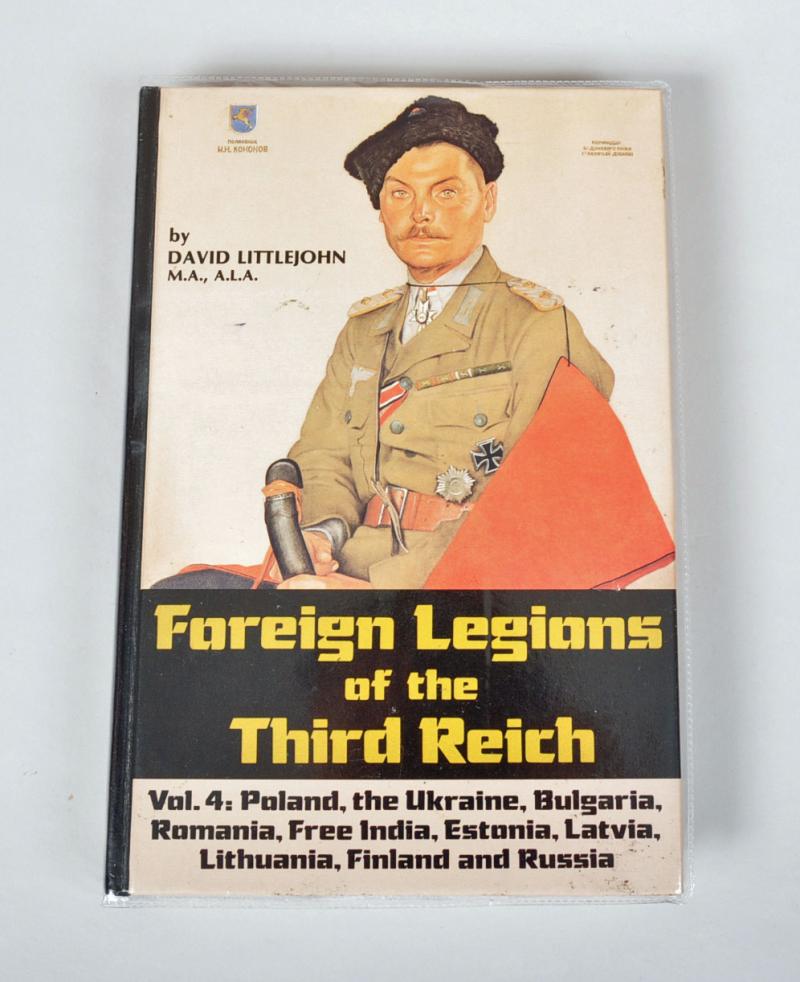 И.Н. КОНОНОВ
by
DAVID LITTLEJOHN
M.A., A.L.A.
Foreign Legions
of the
Third Reich
Vol. 4: Poland, the Ukraine, Bulgaria,
Romania, Free India, Estonia, Latvia,
Lithuania, Finland and Russia